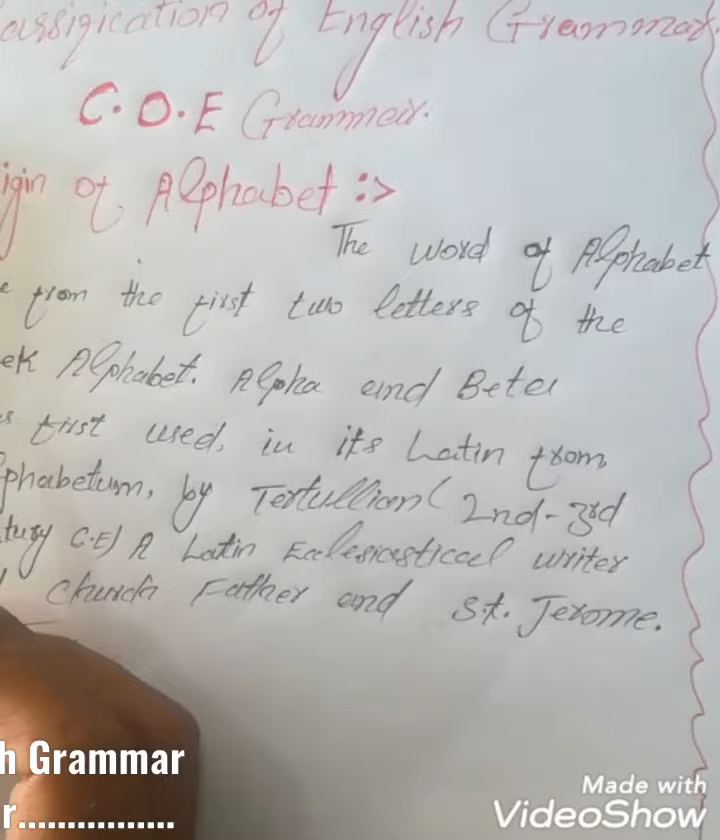 assigication of English Grammar.
C.O.E Grammar.
igin of Alphabet :>
The word of Alphabet
e from the first two letters of the
ek Alphabet. Alpha and Beta
s first used, in its Latin from,
phabetum, by Tertullian ( 2nd-3rd
tury C.E) A Latin Ecclesiastical writer
Church Father and St. Jerome.
h Grammar
r................
Made with
VideoShow